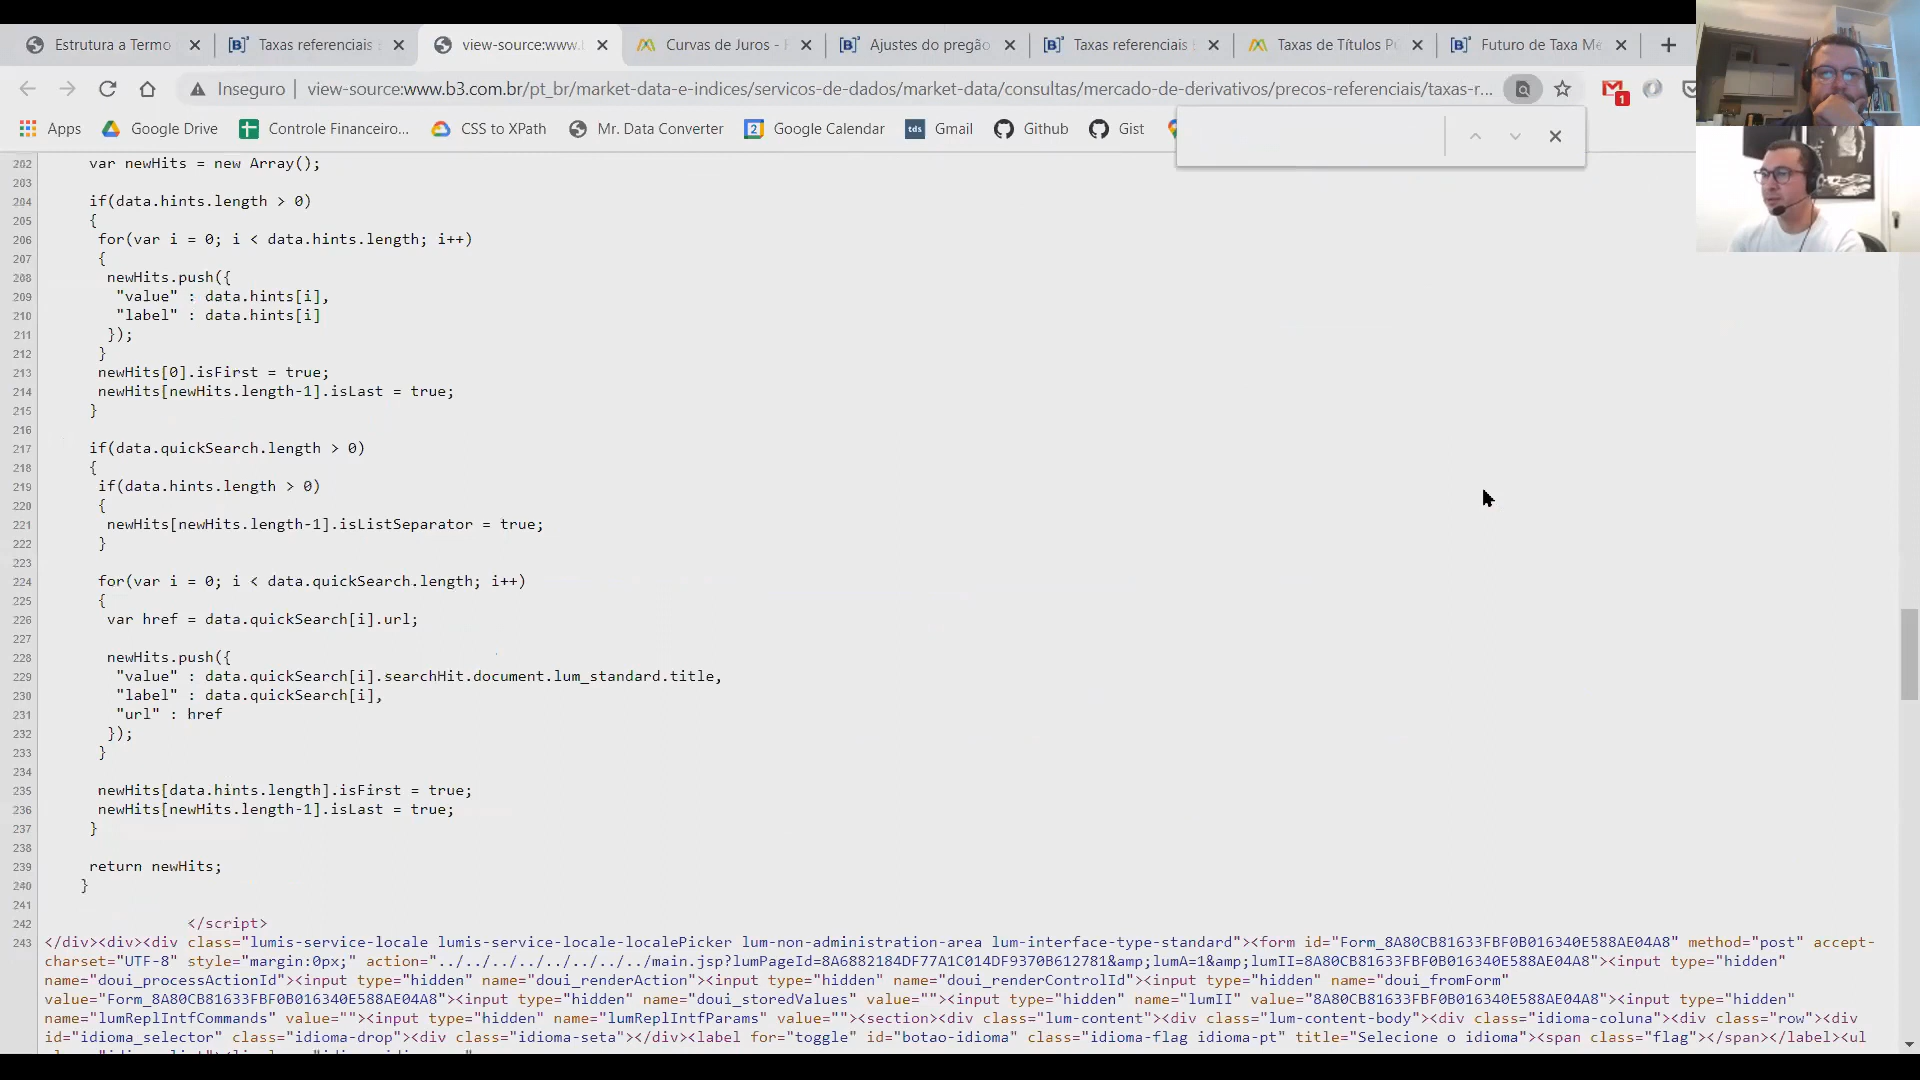 Estrutura a Termo
Taxas referenciais
view-source:www.
Curvas de Juros -
Ajustes do pregão
Taxas referenciais
Taxas de Títulos Pú
Futuro de Taxa Mé
Inseguro
view-source:www.b3.com.br/pt_br/market-data-e-indices/servicos-de-dados/market-data/consultas/mercado-de-derivativos/precos-referenciais/taxas-r...
1
Apps
Google Drive
Controle Financeiro...
CSS to XPath
Mr. Data Converter
2
Google Calendar
tds
Gmail
Github
Gist
202 var newHits = new Array();
203
204 if(data.hints.length > 0)
205 {
206 for(var i = 0; i < data.hints.length; i++)
207 {
208 newHits.push({
209 "value" : data.hints[i],
210 "label" : data.hints[i]
211 });
212 }
213 newHits[0].isFirst = true;
214 newHits[newHits.length-1].isLast = true;
215 }
216
217 if(data.quickSearch.length > 0)
218 {
219 if(data.hints.length > 0)
220 {
221 newHits[newHits.length-1].isListSeparator = true;
222 }
223
224 for(var i = 0; i < data.quickSearch.length; i++)
225 {
226 var href = data.quickSearch[i].url;
227
228 newHits.push({
229 "value" : data.quickSearch[i].searchHit.document.lum_standard.title,
230 "label" : data.quickSearch[i],
231 "url" : href
232 });
233 }
234
235 newHits[data.hints.length].isFirst = true;
236 newHits[newHits.length-1].isLast = true;
237 }
238
239 return newHits;
240 }
241
242 </script>
243 </div><div><div class="lumis-service-locale lumis-service-locale-localePicker lum-non-administration-area lum-interface-type-standard"><form id="Form_8A80CB81633FBF0B016340E588AE04A8" method="post" accept-
charset="UTF-8" style="margin:0px;" action="../../../../../../../main.jsp?lumPageId=8A6882184DF77A1C014DF9370B612781&amp;lumA=1&amp;lumII=8A80CB81633FBF0B016340E588AE04A8"><input type="hidden"
name="doui_processActionId"><input type="hidden" name="doui_renderAction"><input type="hidden" name="doui_renderControlId"><input type="hidden" name="doui_fromForm"
value="Form_8A80CB81633FBF0B016340E588AE04A8"><input type="hidden" name="doui_storedValues" value=""><input type="hidden" name="lumII" value="8A80CB81633FBF0B016340E588AE04A8"><input type="hidden"
name="lumReplIntfCommands" value=""><input type="hidden" name="lumReplIntfParams" value=""><section><div class="lum-content"><div class="lum-content-body"><div class="idioma-coluna"><div class="row"><div
id="idioma_selector" class="idioma-drop"><div class="idioma-seta"></div><label for="toggle" id="botao-idioma" class="idioma-flag idioma-pt" title="Selecione o idioma"><span class="flag"></span></label><ul